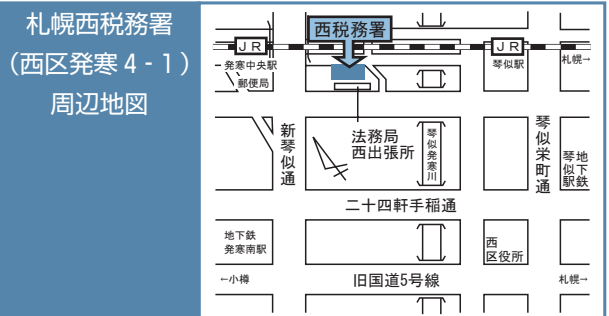 札幌西税務署
（西区発寒４-１）
周辺地図
西税務署
ＪＲ
ＪＲ
発寒中央駅
琴似駅
札幌→
郵便局
新琴似通
法務局
西出張所
琴似発寒川
琴似栄町通
地下鉄
琴似駅
二十四軒手稲通
地下鉄
発寒南駅
西
区役所
←小樽
旧国道5号線
札幌→